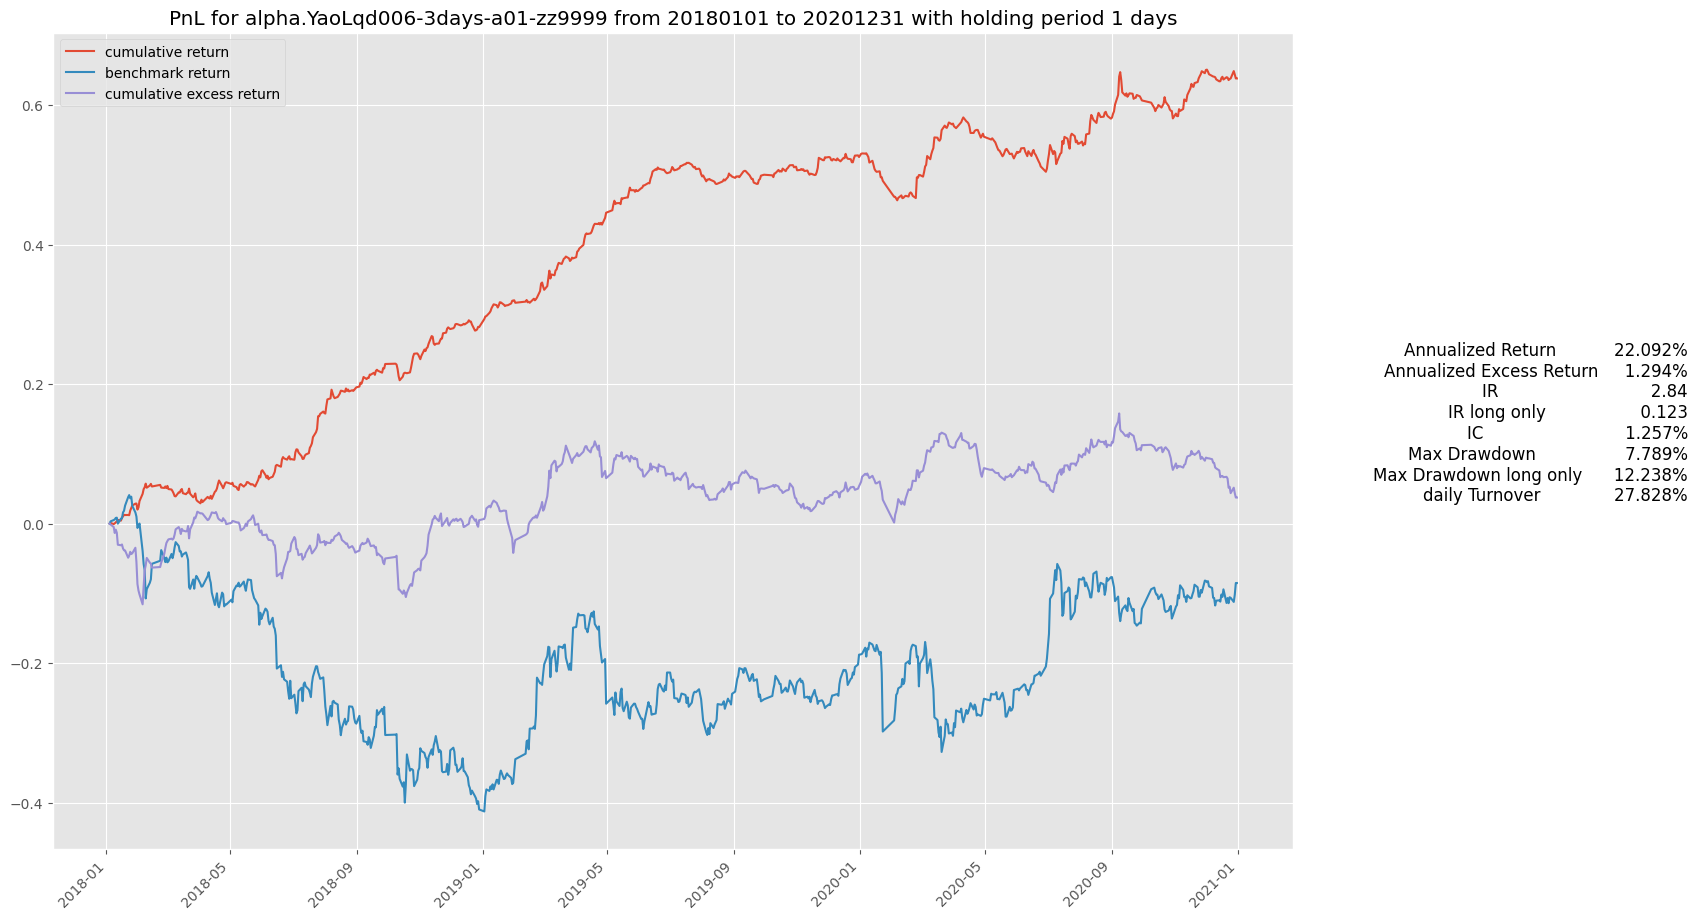 PnL for alpha.YaoLqd006-3days-a01-zz9999 from 20180101 to 20201231 with holding period 1 days
cumulative return
benchmark return
cumulative excess return
0.6
0.4
0.2
0.0
−0.2
−0.4
2018-01
2018-05
2018-09
2019-01
2019-05
2019-09
2020-01
2020-05
2020-09
2021-01
Annualized Return 22.092%
Annualized Excess Return 1.294%
IR 2.84
IR long only 0.123
IC 1.257%
Max Drawdown 7.789%
Max Drawdown long only 12.238%
daily Turnover 27.828%